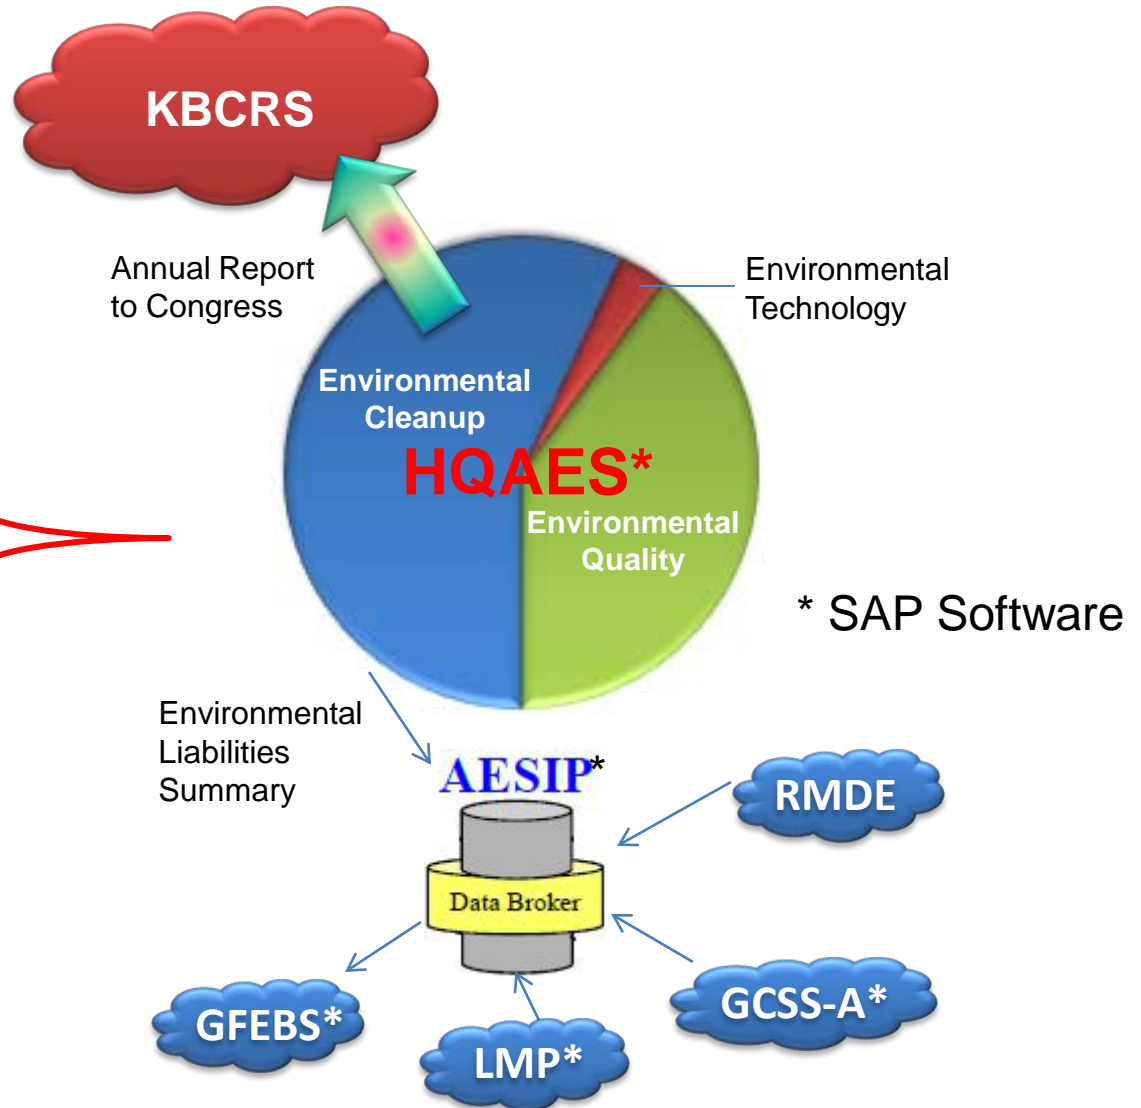 KBCRS
Annual Report
to Congress
Environmental
Technology
Environmental
Cleanup
HQAES*
Environmental
Quality
* SAP Software
Environmental
Liabilities
Summary
AESIP*
RMDE
Data Broker
GCSS-A*
GFEBS*
LMP*